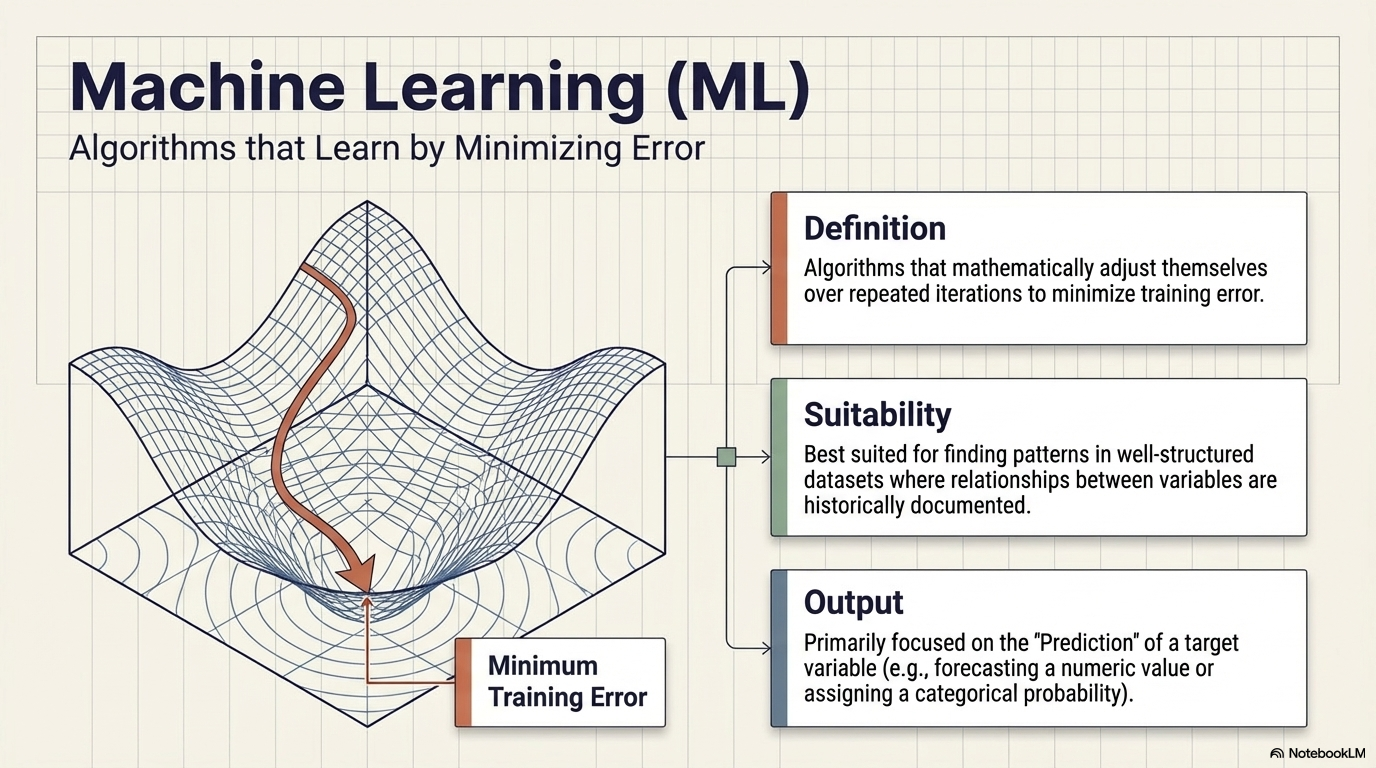 Machine Learning (ML)
Algorithms that Learn by Minimizing Error
Definition
Algorithms that mathematically adjust themselves
over repeated iterations to minimize training error.
Suitability
Best suited for finding patterns in well-structured
datasets where relationships between variables are
historically documented.
Output
Primarily focused on the "Prediction" of a target
variable (e.g., forecasting a numeric value or
assigning a categorical probability).
Minimum
Training Error
NotebookLM